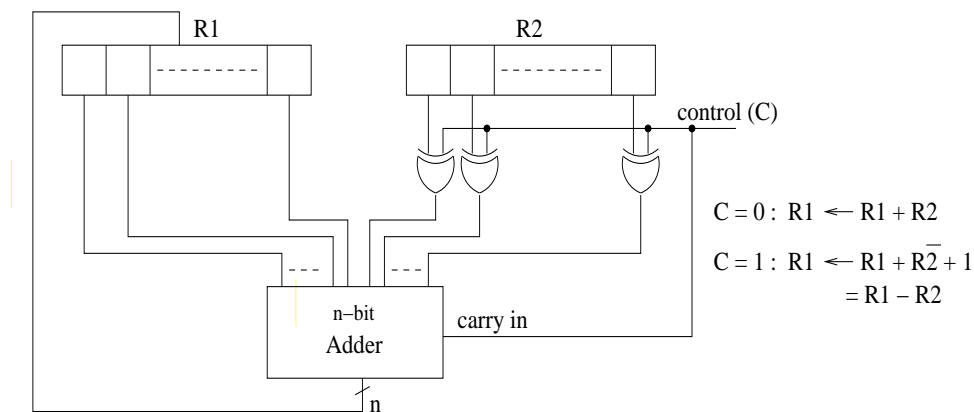 R1
R2
control (C)
C = 0 : R1 ← R1 + R2
C = 1 : R1 ← R1 + R2̅ + 1
= R1 − R2
n−bit
Adder
carry in
n